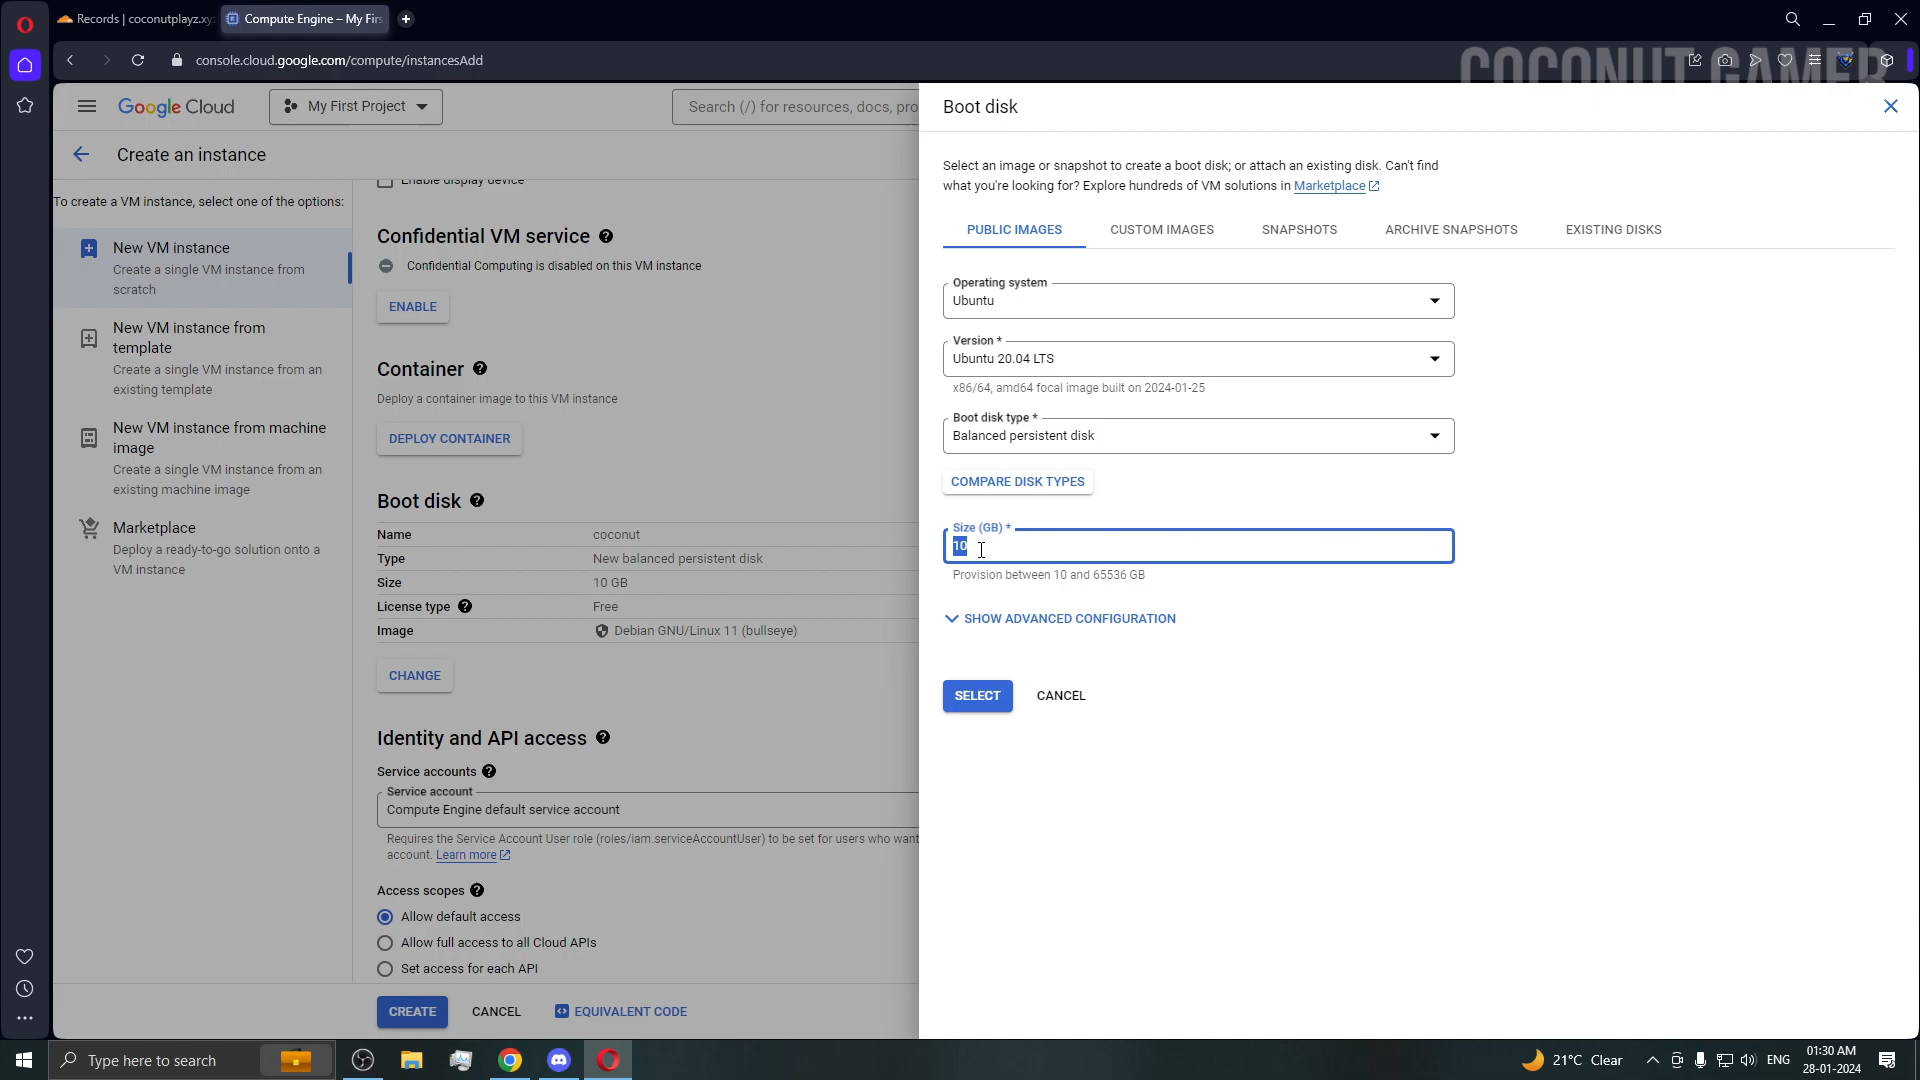 Records | coconutplayz.xyz
Compute Engine – My Firs
console.cloud.google.com/compute/instancesAdd
COCONUT GAMER
Google Cloud
My First Project
Search (/) for resources, docs, pro
Create an instance
To create a VM instance, select one of the options:
New VM instance
Create a single VM instance from
scratch
New VM instance from
template
Create a single VM instance from an
existing template
New VM instance from machine
image
Create a single VM instance from an
existing machine image
Marketplace
Deploy a ready-to-go solution onto a
VM instance
Enable display device
Confidential VM service
Confidential Computing is disabled on this VM instance
ENABLE
Container
Deploy a container image to this VM instance
DEPLOY CONTAINER
Boot disk
Name coconut
Type New balanced persistent disk
Size 10 GB
License type Free
Image Debian GNU/Linux 11 (bullseye)
CHANGE
Identity and API access
Service accounts
Service account
Compute Engine default service account
Requires the Service Account User role (roles/iam.serviceAccountUser) to be set for users who want
account. Learn more
Access scopes
Allow default access
Allow full access to all Cloud APIs
Set access for each API
CREATE CANCEL EQUIVALENT CODE
Boot disk
Select an image or snapshot to create a boot disk; or attach an existing disk. Can't find
what you're looking for? Explore hundreds of VM solutions in Marketplace
PUBLIC IMAGES CUSTOM IMAGES SNAPSHOTS ARCHIVE SNAPSHOTS EXISTING DISKS
Operating system
Ubuntu
Version *
Ubuntu 20.04 LTS
x86/64, amd64 focal image built on 2024-01-25
Boot disk type *
Balanced persistent disk
COMPARE DISK TYPES
Size (GB) *
10
Provision between 10 and 65536 GB
SHOW ADVANCED CONFIGURATION
SELECT CANCEL
Type here to search
21°C Clear
ENG
01:30 AM
28-01-2024